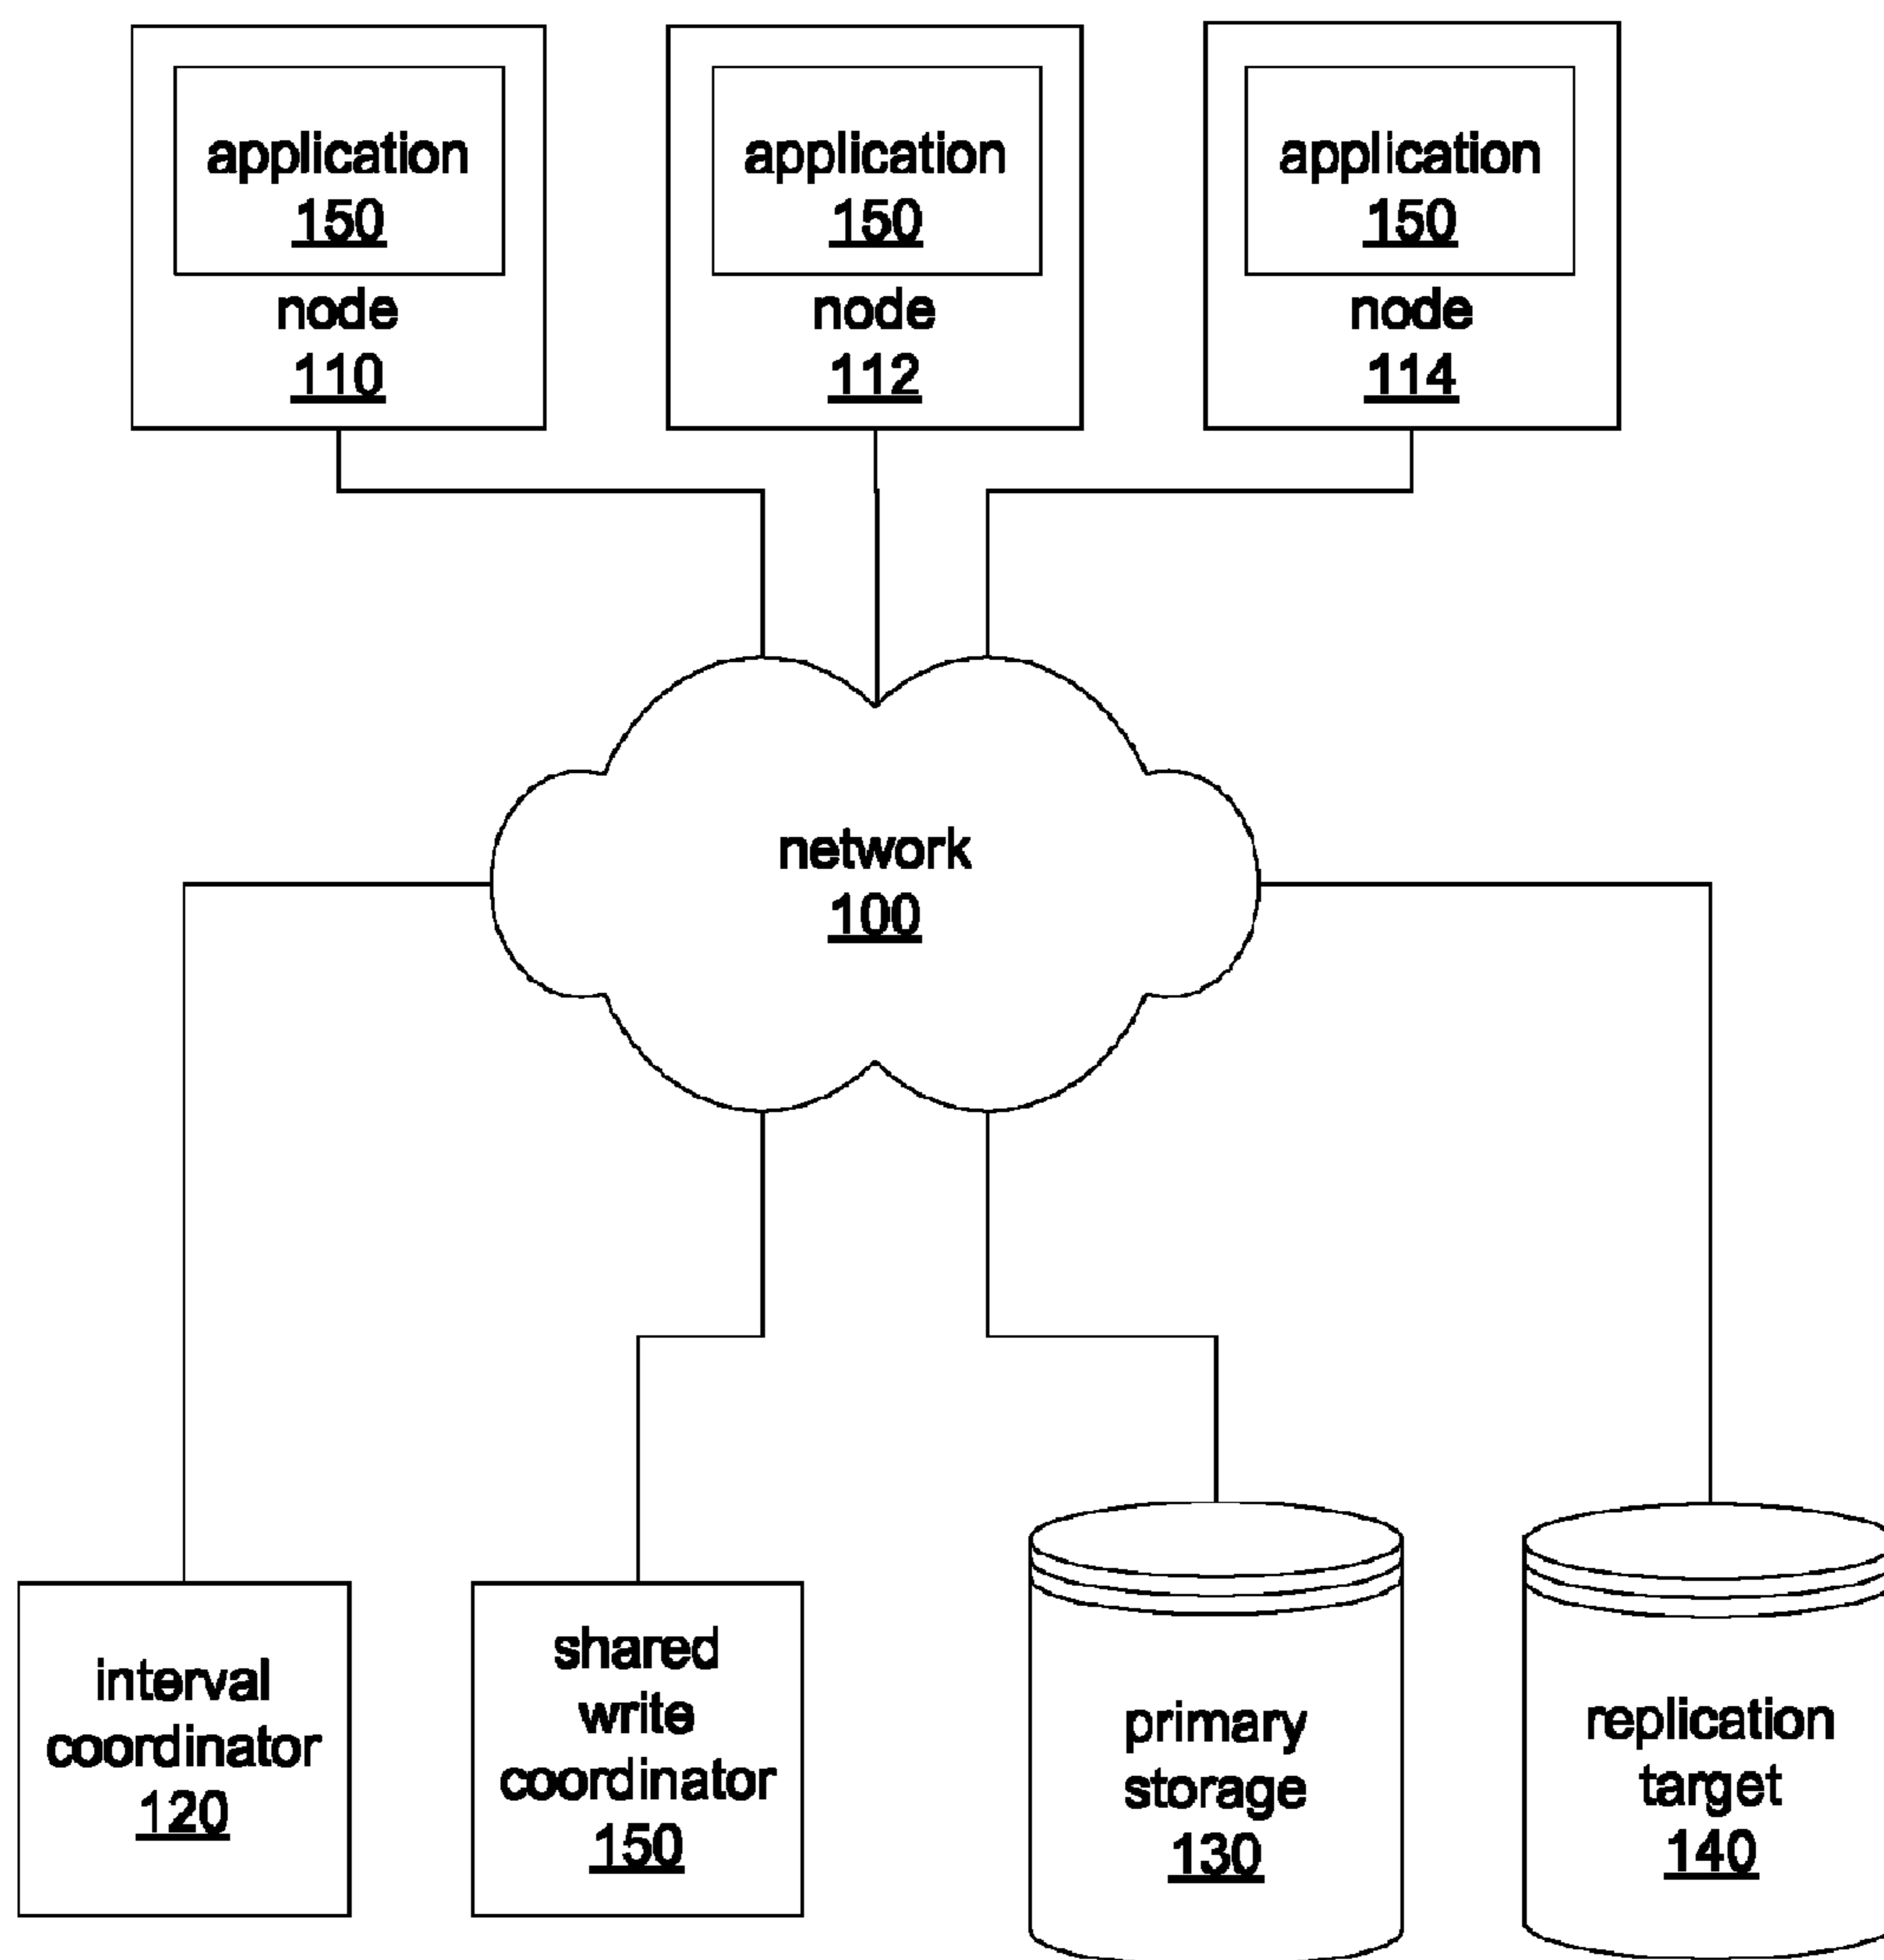 application
150
node
110
application
150
node
112
application
150
node
114
network
100
interval
coordinator
120
shared
write
coordinator
150
primary
storage
130
replication
target
140